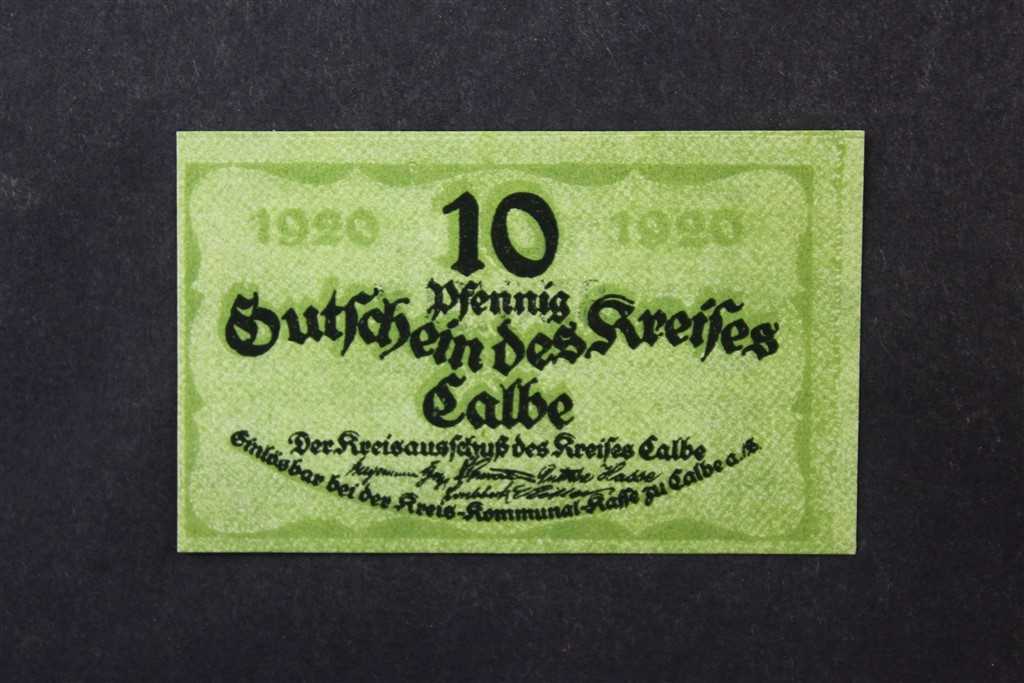 1920 10 1920
Pfennig
Gutſchein des Kreiſes
Calbe
Der Kreisausſchuß des Kreiſes Calbe
Haſſe
Einlösbar bei der Kreis-Kommunal-Kaſſe zu Calbe a./S.